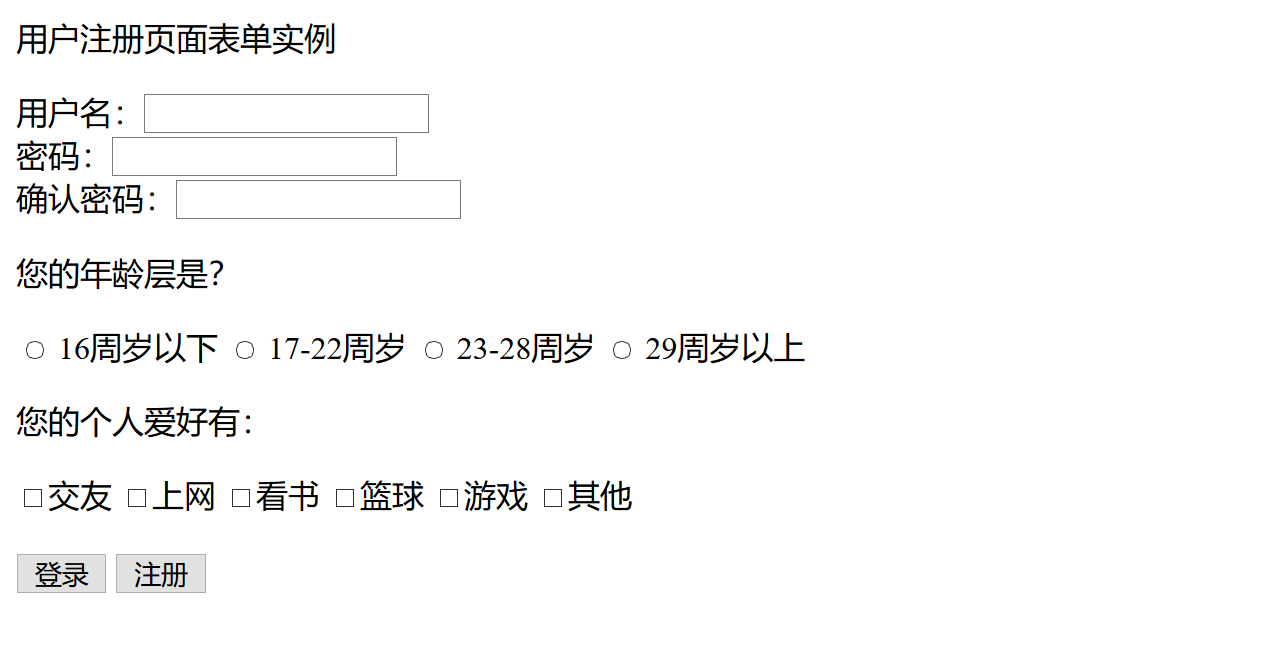 用户注册页面表单实例
用户名：
密码：
确认密码：
您的年龄层是？
16周岁以下 17-22周岁 23-28周岁 29周岁以上
您的个人爱好有：
交友 上网 看书 篮球 游戏 其他
登录 注册